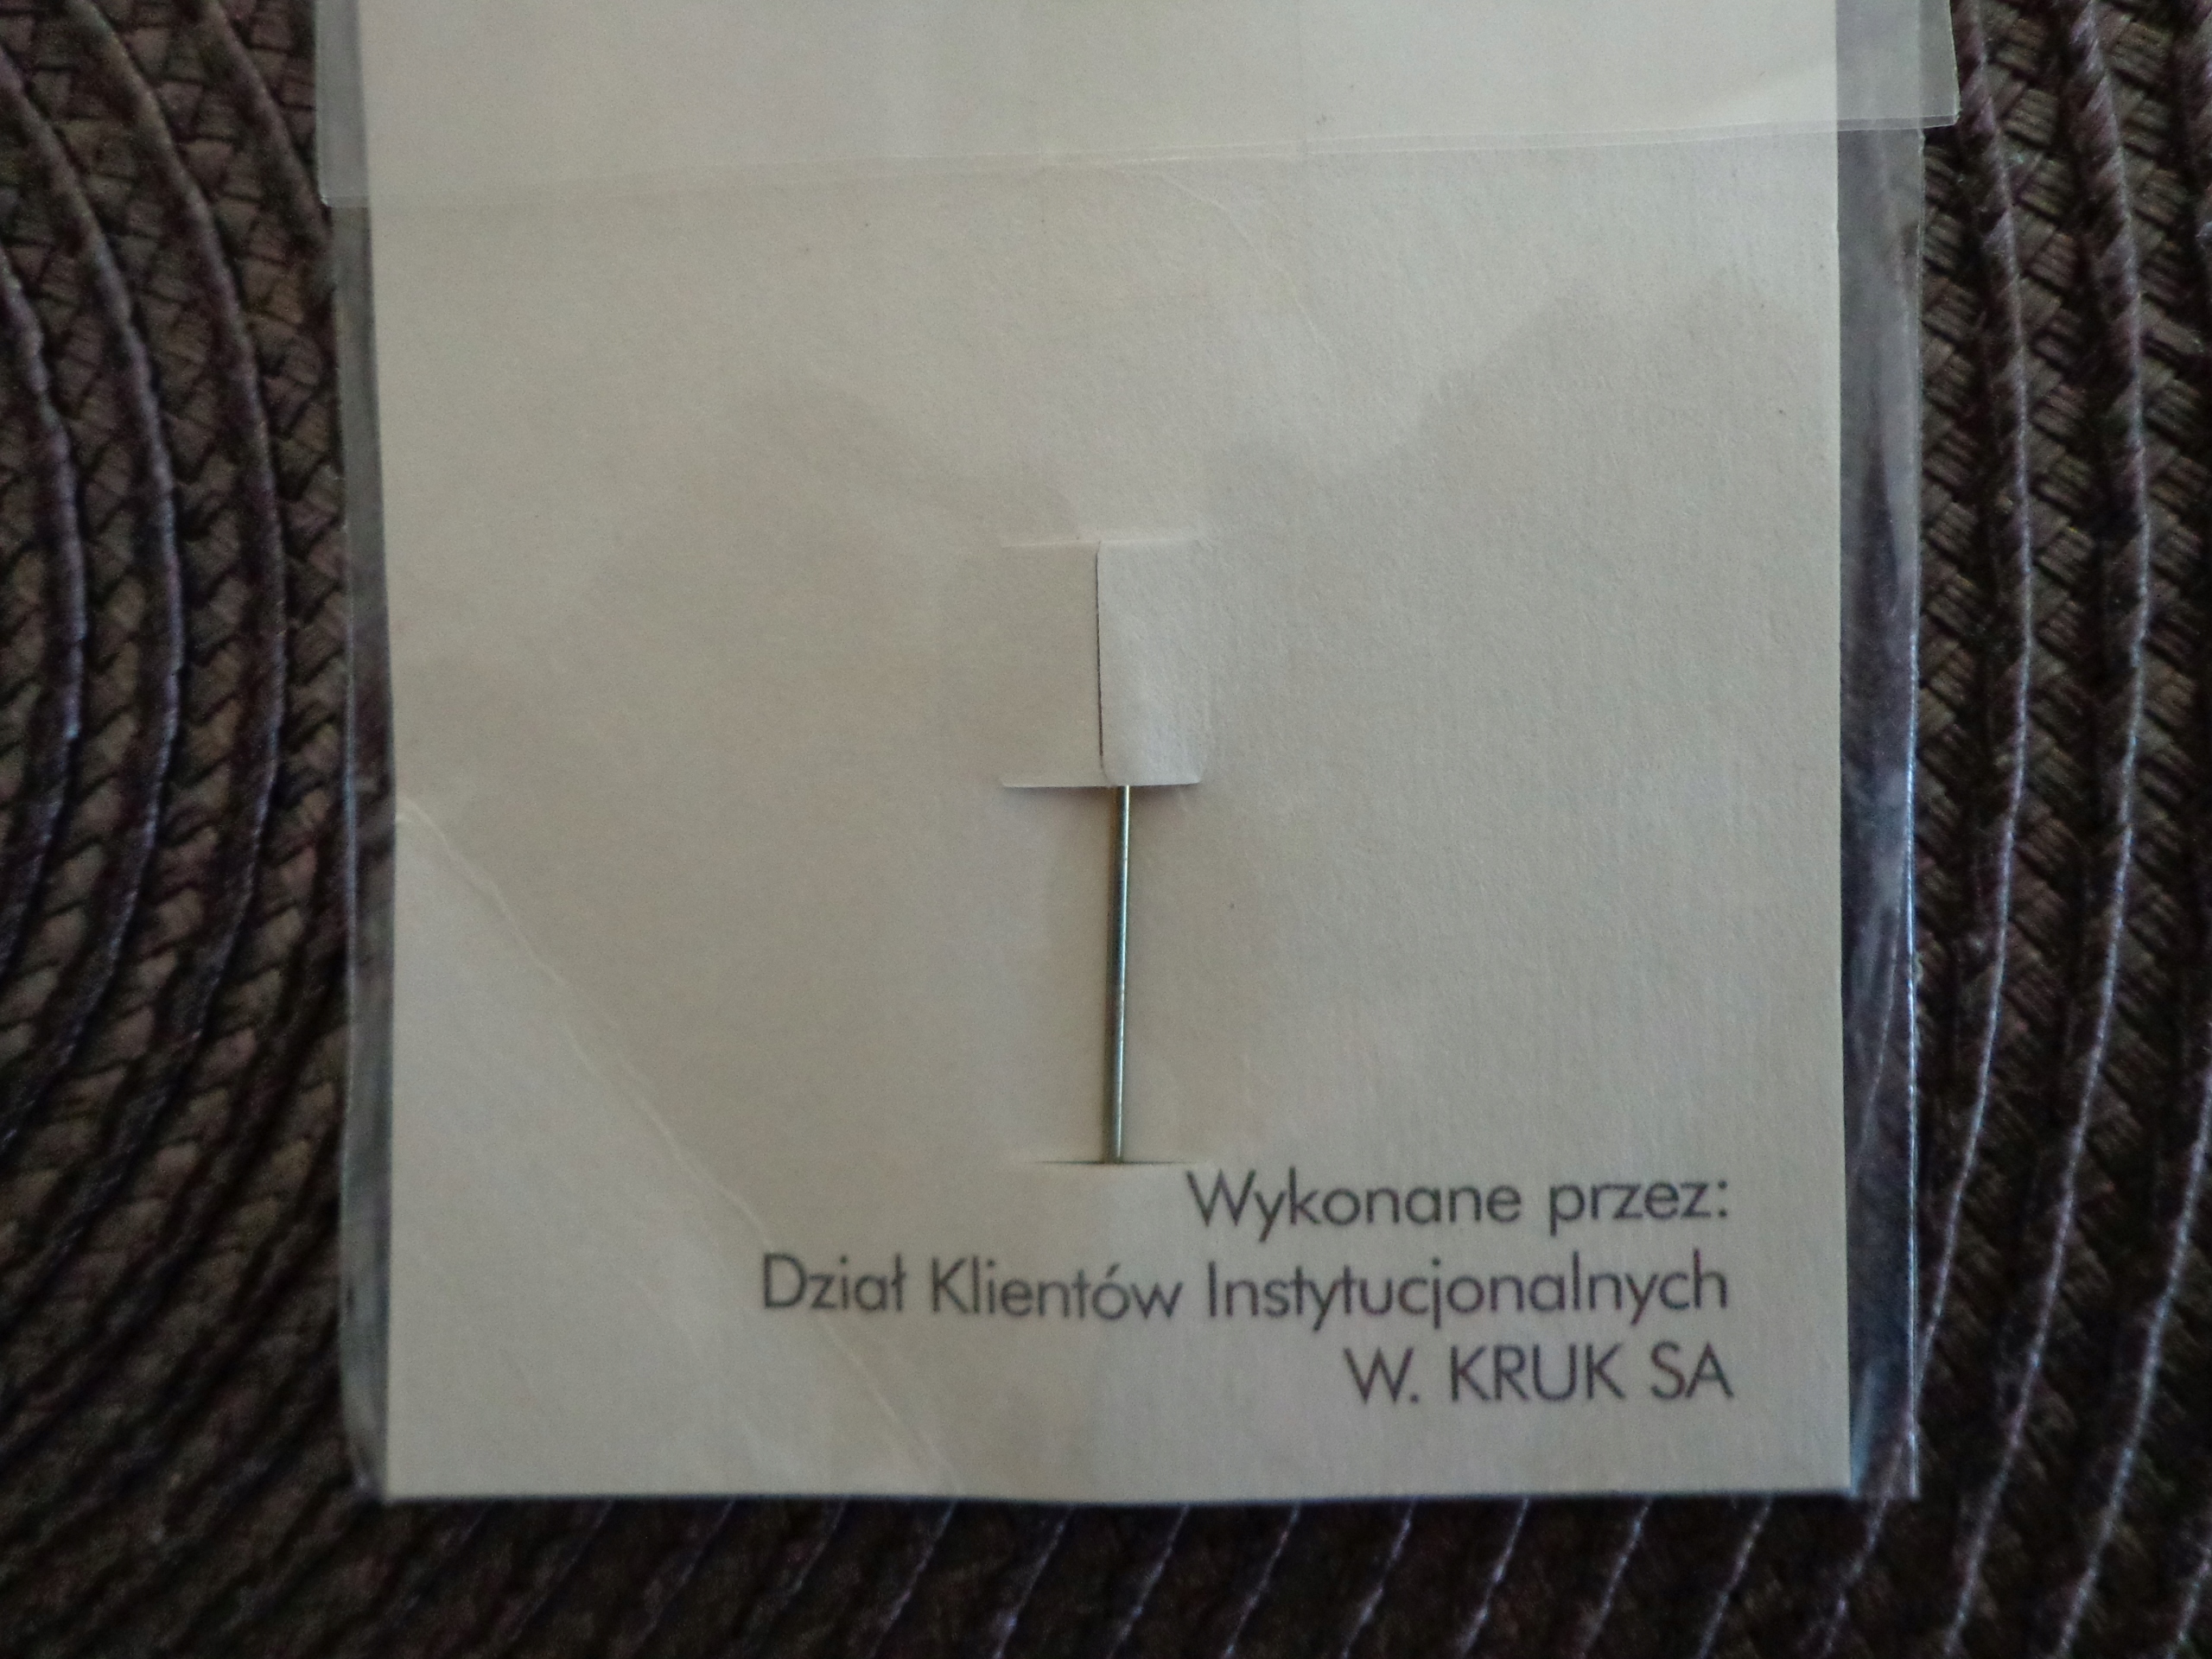 Wykonane przez:
Dział Klientów Instytucjonalnych
W. KRUK SA